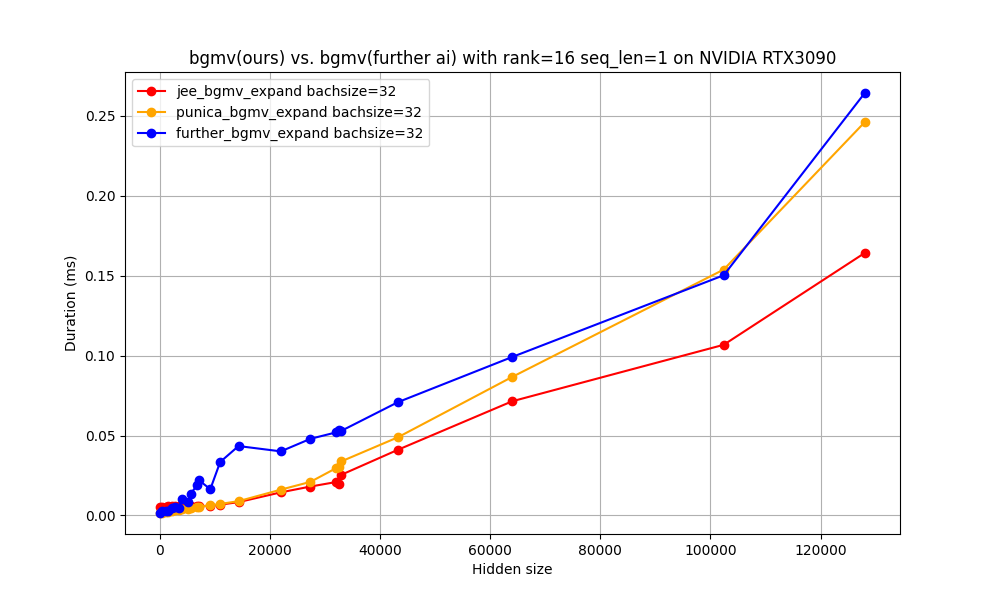 bgmv(ours) vs. bgmv(further ai) with rank=16 seq_len=1 on NVIDIA RTX3090
jee_bgmv_expand bachsize=32
punica_bgmv_expand bachsize=32
further_bgmv_expand bachsize=32
Duration (ms)
0.25
0.20
0.15
0.10
0.05
0.00
0 20000 40000 60000 80000 100000 120000
Hidden size